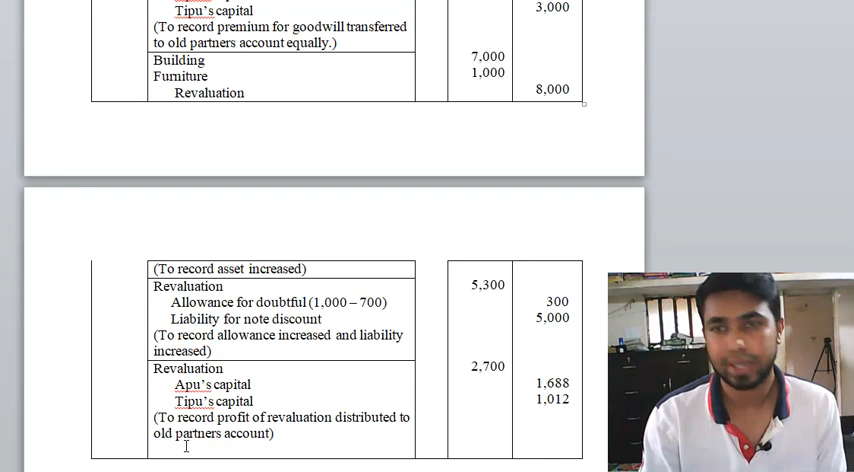 Tipu's capital 3,000
(To record premium for goodwill transferred
to old partners account equally.)
Building 7,000
Furniture 1,000
Revaluation 8,000
(To record asset increased)
Revaluation 5,300
Allowance for doubtful (1,000 – 700) 300
Liability for note discount 5,000
(To record allowance increased and liability
increased)
Revaluation 2,700
Apu's capital 1,688
Tipu's capital 1,012
(To record profit of revaluation distributed to
old partners account)